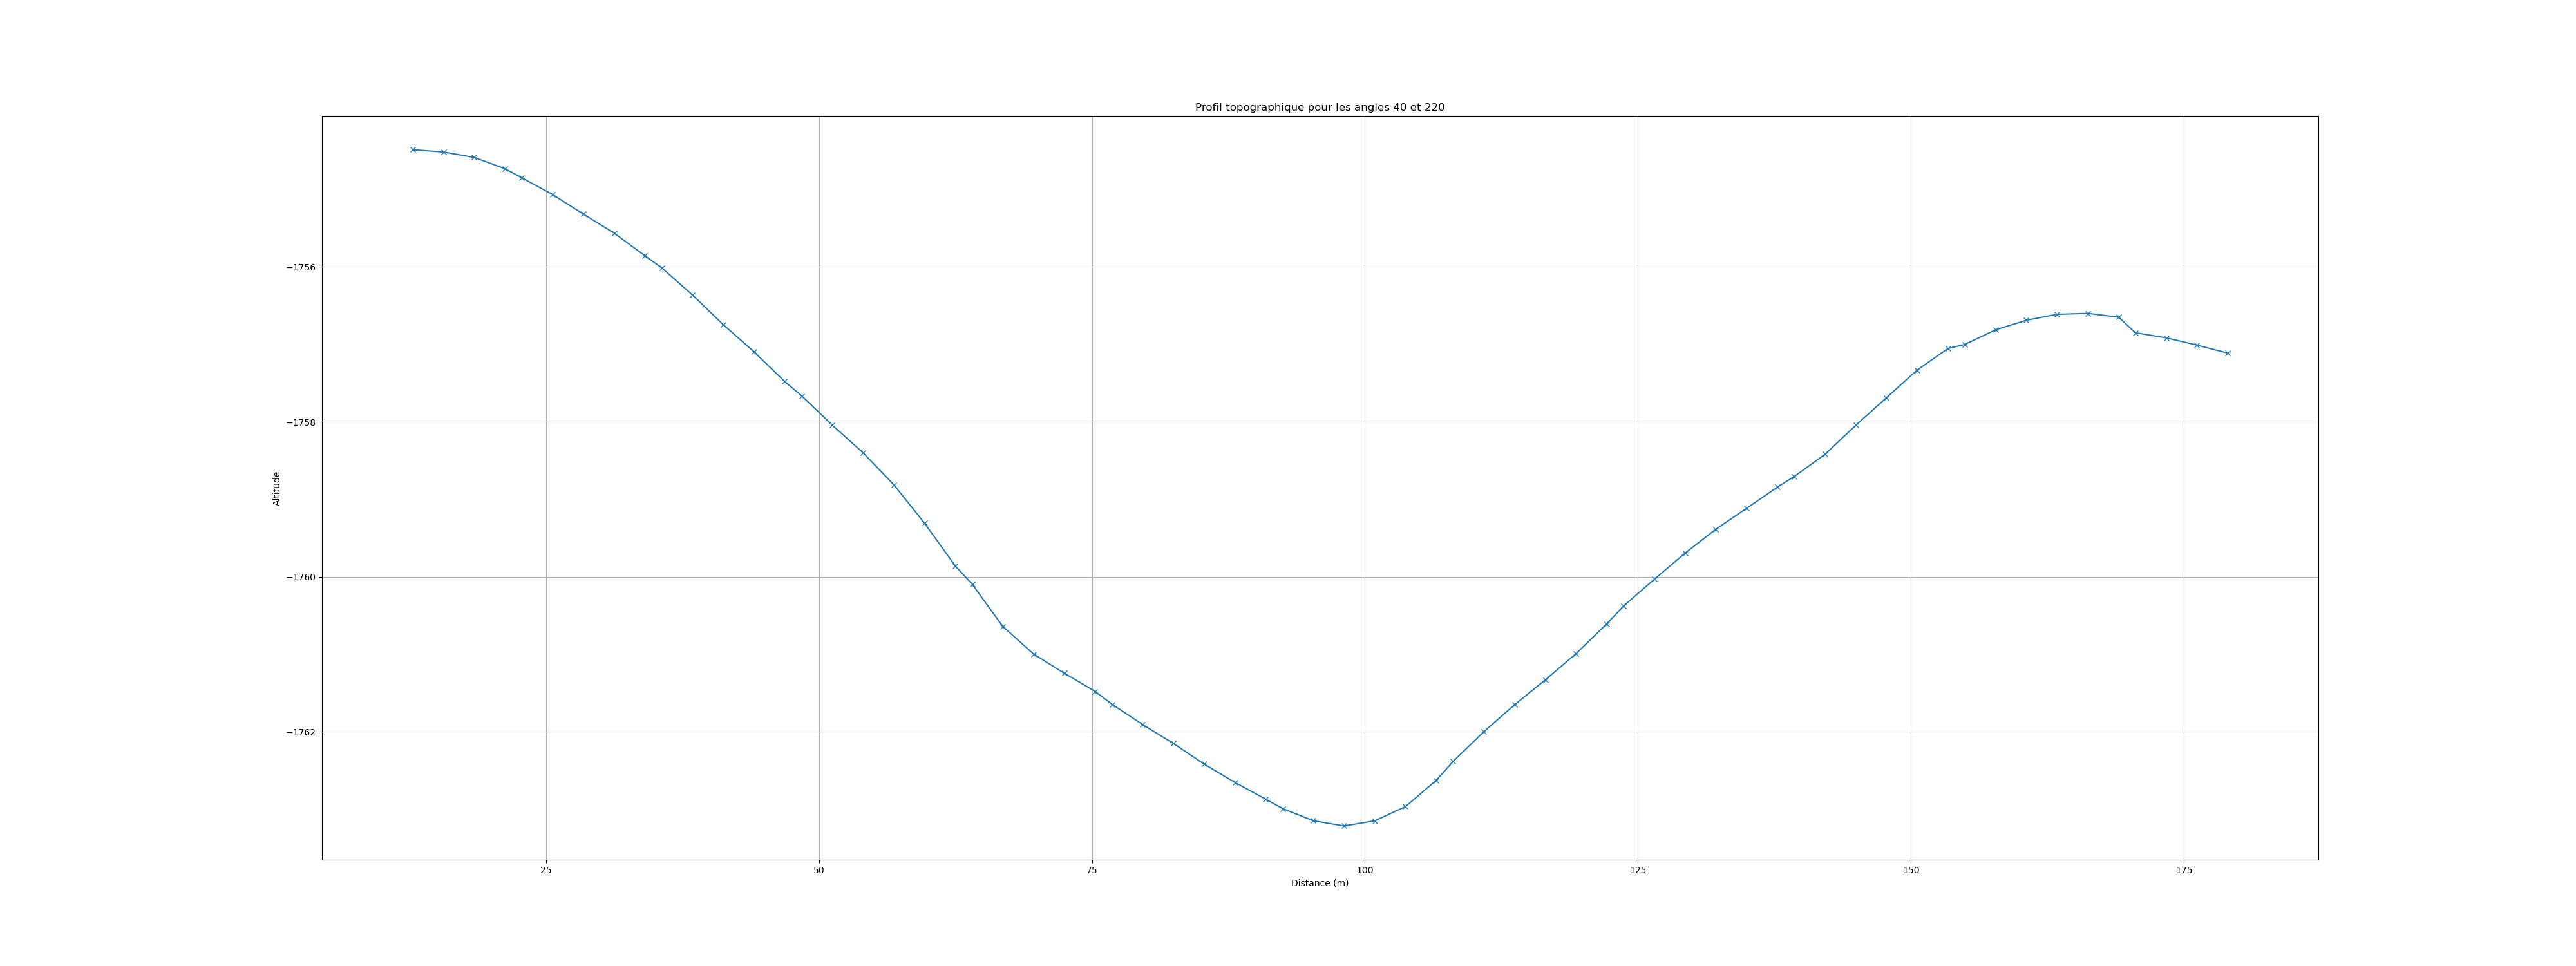 Profil topographique pour les angles 40 et 220
Altitude
−1756
−1758
−1760
−1762
25 50 75 100 125 150 175
Distance (m)